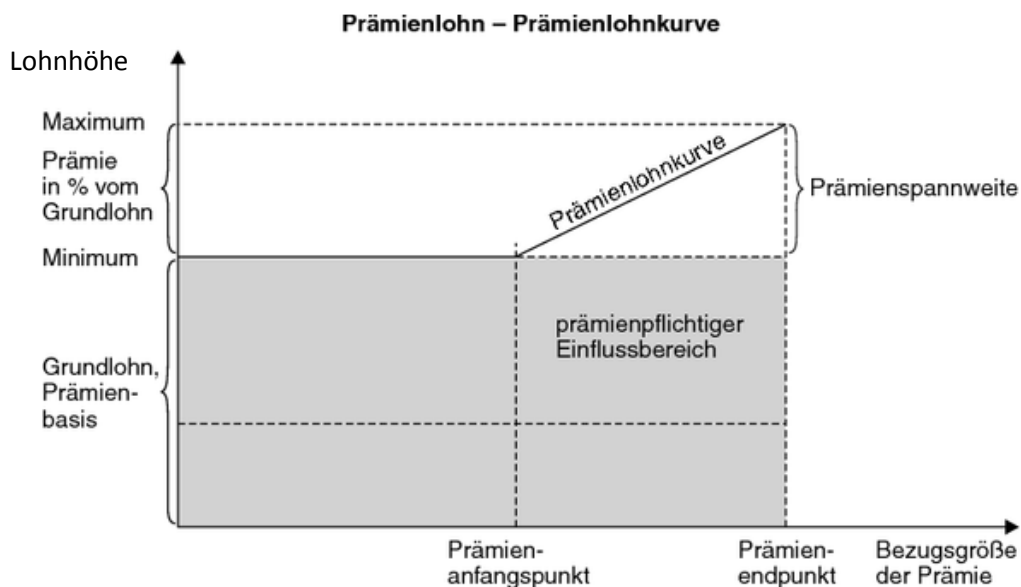 Prämienlohn – Prämienlohnkurve
Lohnhöhe
Maximum
Prämie
in % vom
Grundlohn
Minimum
Prämienlohnkurve
Prämienspannweite
prämienpflichtiger
Einflussbereich
Grundlohn,
Prämien-
basis
Prämien-
anfangspunkt
Prämien-
endpunkt
Bezugsgröße
der Prämie